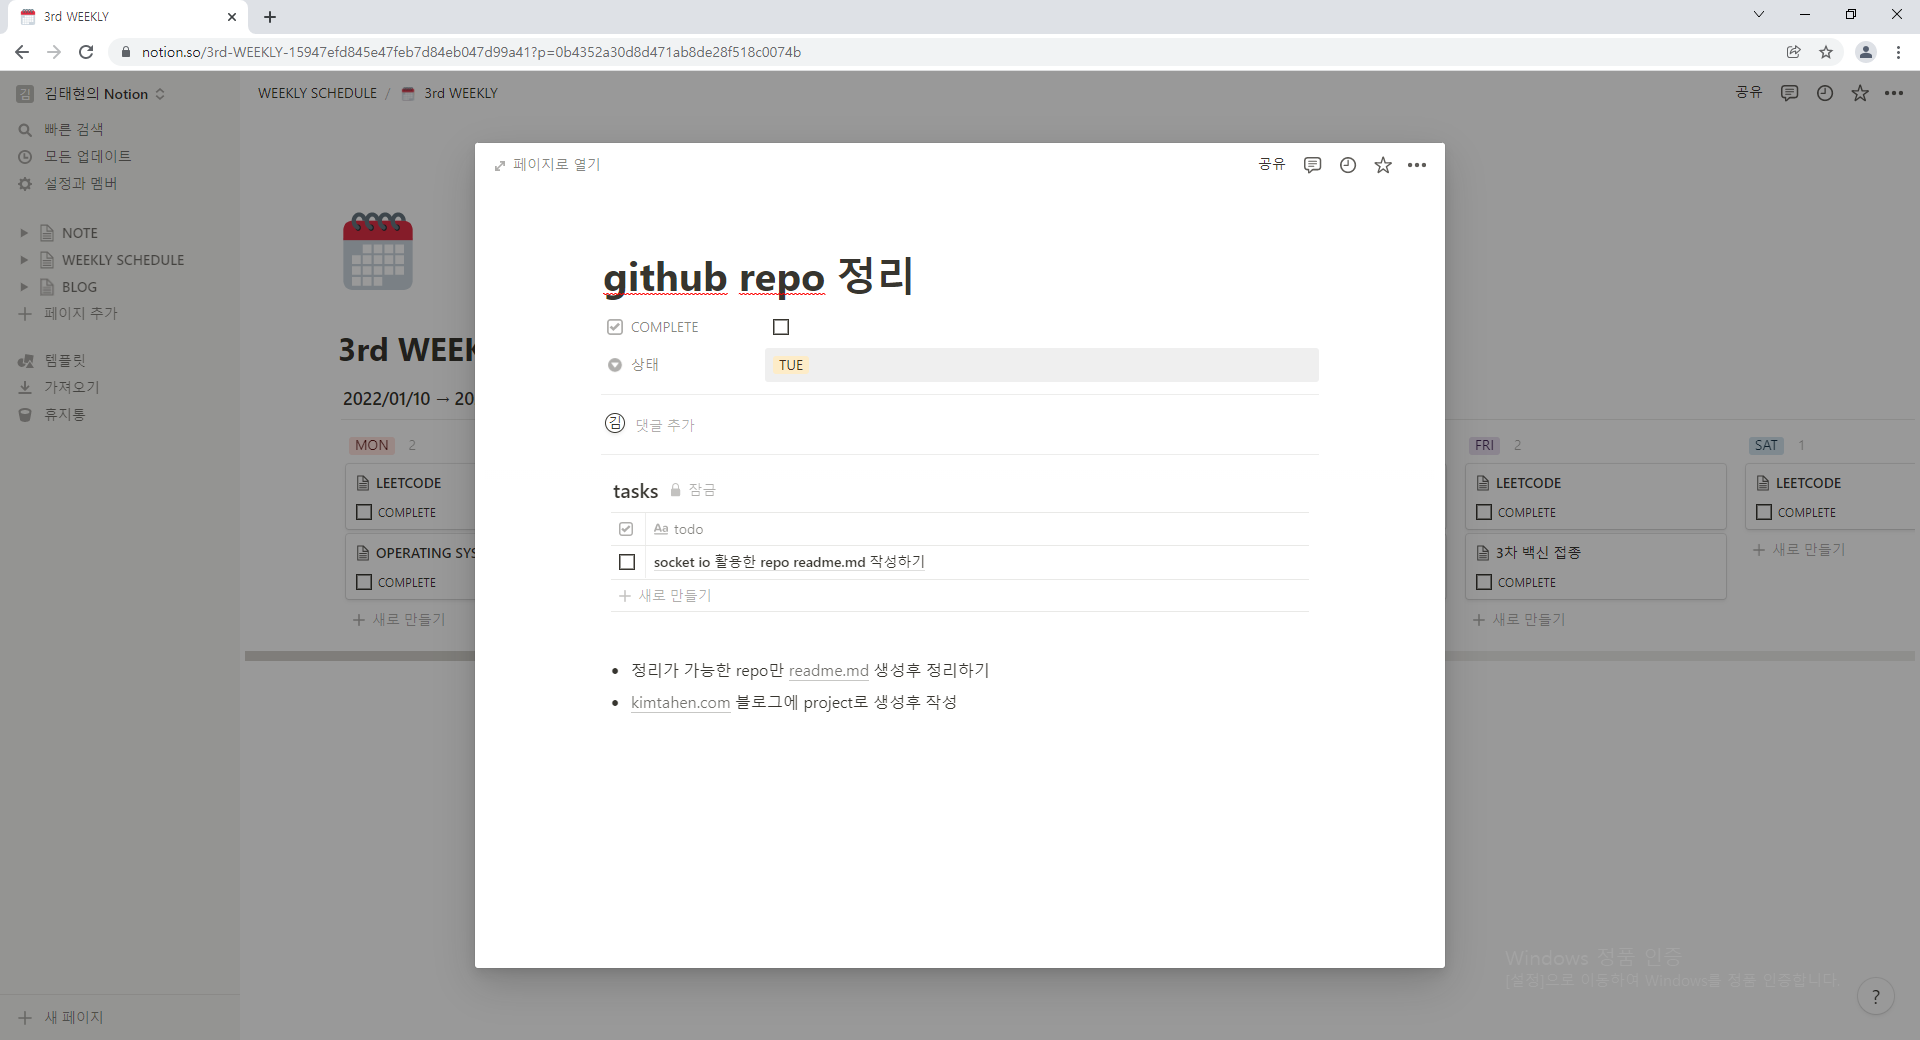 3rd WEEKLY
notion.so/3rd-WEEKLY-15947efd845e47feb7d84eb047d99a41?p=0b4352a30d8d471ab8de28f518c0074b
김 김태현의 Notion
빠른 검색
모든 업데이트
설정과 멤버
NOTE
WEEKLY SCHEDULE
BLOG
페이지 추가
템플릿
가져오기
휴지통
새 페이지
WEEKLY SCHEDULE / 3rd WEEKLY
공유
3rd WEEK
2022/01/10 → 20
MON 2
LEETCODE
COMPLETE
OPERATING SYS
COMPLETE
새로 만들기
페이지로 열기
공유
github repo 정리
COMPLETE
상태 TUE
김 댓글 추가
tasks 잠금
Aa todo
socket io 활용한 repo readme.md 작성하기
새로 만들기
• 정리가 가능한 repo만 readme.md 생성후 정리하기
• kimtahen.com 블로그에 project로 생성후 작성
FRI 2
LEETCODE
COMPLETE
3차 백신 접종
COMPLETE
새로 만들기
SAT 1
LEETCODE
COMPLETE
새로 만들기
Windows 정품 인증
[설정]으로 이동하여 Windows를 정품 인증합니다.
?